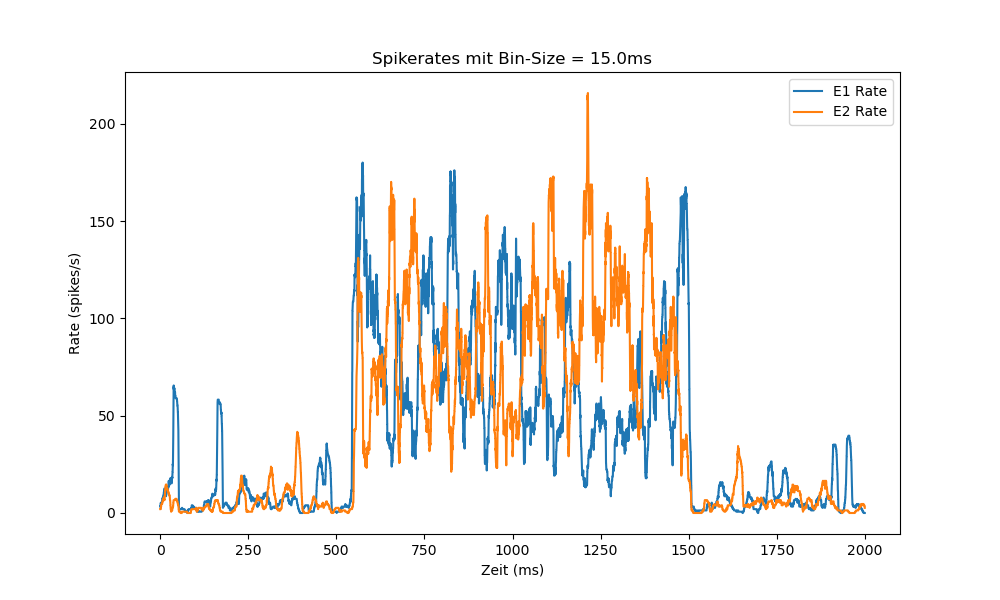 Spikerates mit Bin-Size = 15.0ms
E1 Rate
E2 Rate
200
150
100
50
0
Rate (spikes/s)
0 250 500 750 1000 1250 1500 1750 2000
Zeit (ms)